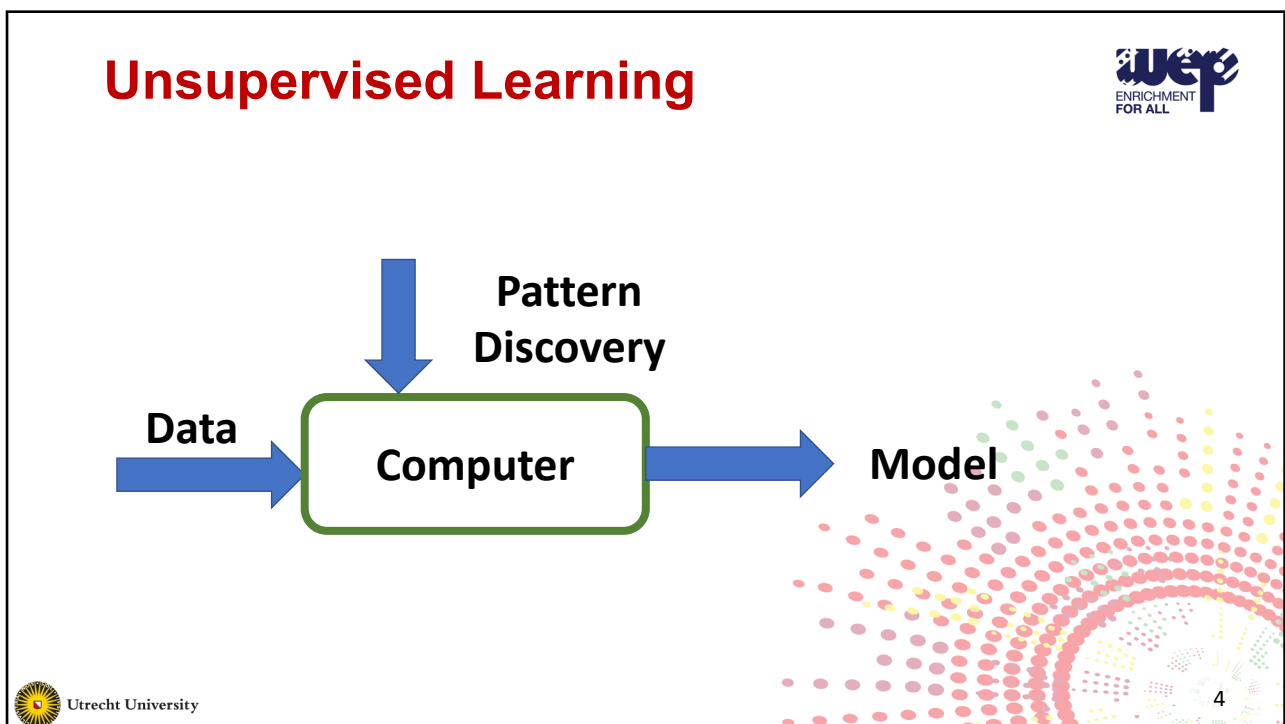 Unsupervised Learning
ENRICHMENT
FOR ALL
Pattern
Discovery
Data
Computer
Model
Utrecht University
4